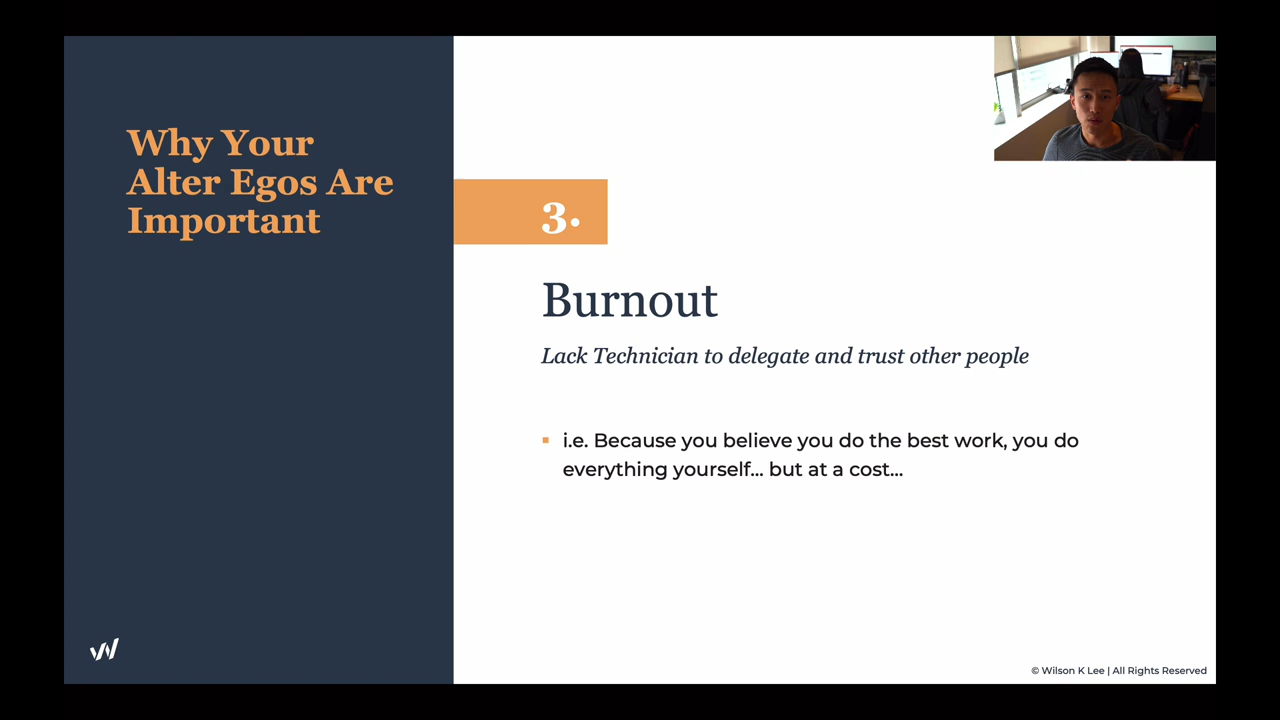 Why Your
Alter Egos Are
Important
3.
Burnout
Lack Technician to delegate and trust other people
i.e. Because you believe you do the best work, you do
everything yourself... but at a cost...
© Wilson K Lee | All Rights Reserved